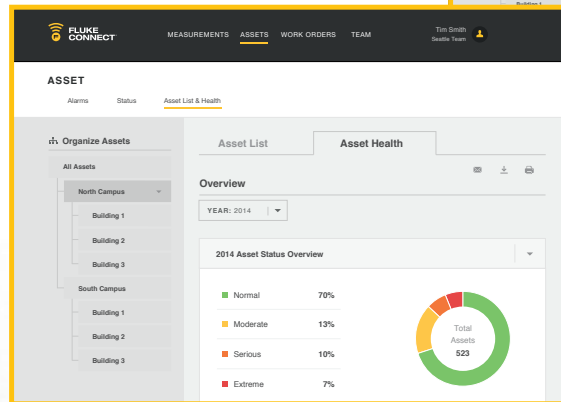 Building 1
FLUKE CONNECT
MEASUREMENTS ASSETS WORK ORDERS TEAM
Tim Smith
Seattle Team
ASSET
Alarms Status Asset List & Health
Organize Assets
All Assets
North Campus
Building 1
Building 2
Building 3
South Campus
Building 1
Building 2
Building 3
Asset List Asset Health
Overview
YEAR: 2014
2014 Asset Status Overview
Normal 70%
Moderate 13%
Serious 10%
Extreme 7%
Total
Assets
523